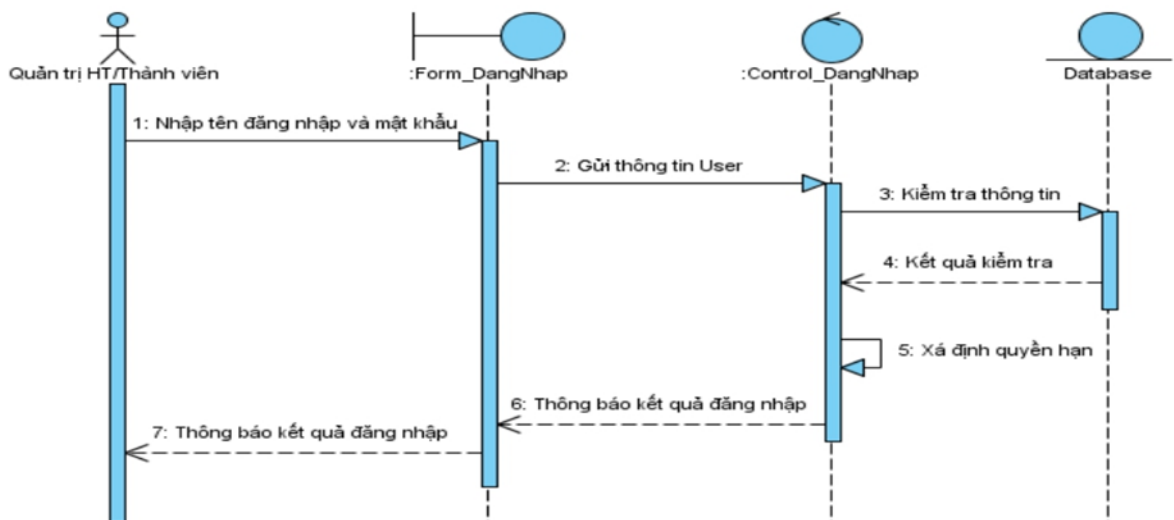 Quản trị HT/Thành viên
:Form_DangNhap
:Control_DangNhap
Database
1: Nhập tên đăng nhập và mật khẩu
2: Gửi thông tin User
3: Kiểm tra thông tin
4: Kết quả kiểm tra
5: Xá định quyền hạn
6: Thông báo kết quả đăng nhập
7: Thông báo kết quả đăng nhập